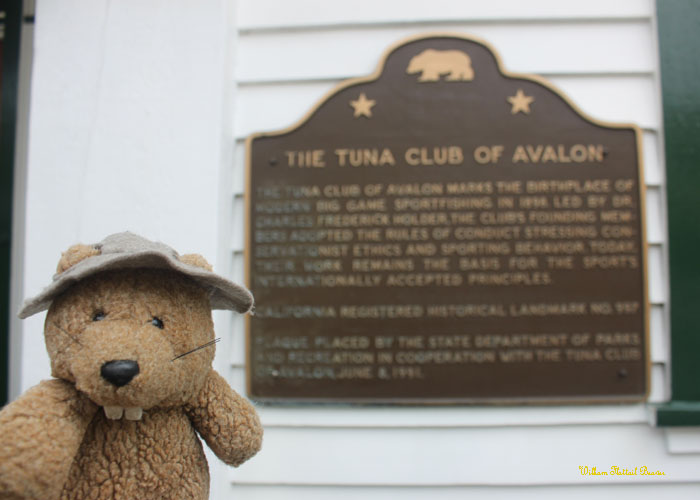 THE TUNA CLUB OF AVALON
THE TUNA CLUB OF AVALON MARKS THE BIRTHPLACE OF
MODERN BIG GAME SPORTFISHING IN 1898. LED BY DR.
CHARLES FREDERICK HOLDER, THE CLUB'S FOUNDING MEM-
BERS ADOPTED THE RULES OF CONDUCT STRESSING CON-
SERVATIONIST ETHICS AND SPORTING BEHAVIOR. TODAY,
THEIR WORK REMAINS THE BASIS FOR THE SPORT'S
INTERNATIONALLY ACCEPTED PRINCIPLES.
CALIFORNIA REGISTERED HISTORICAL LANDMARK NO. 997
PLAQUE PLACED BY THE STATE DEPARTMENT OF PARKS
AND RECREATION IN COOPERATION WITH THE TUNA CLUB
OF AVALON, JUNE 8, 1991.
William